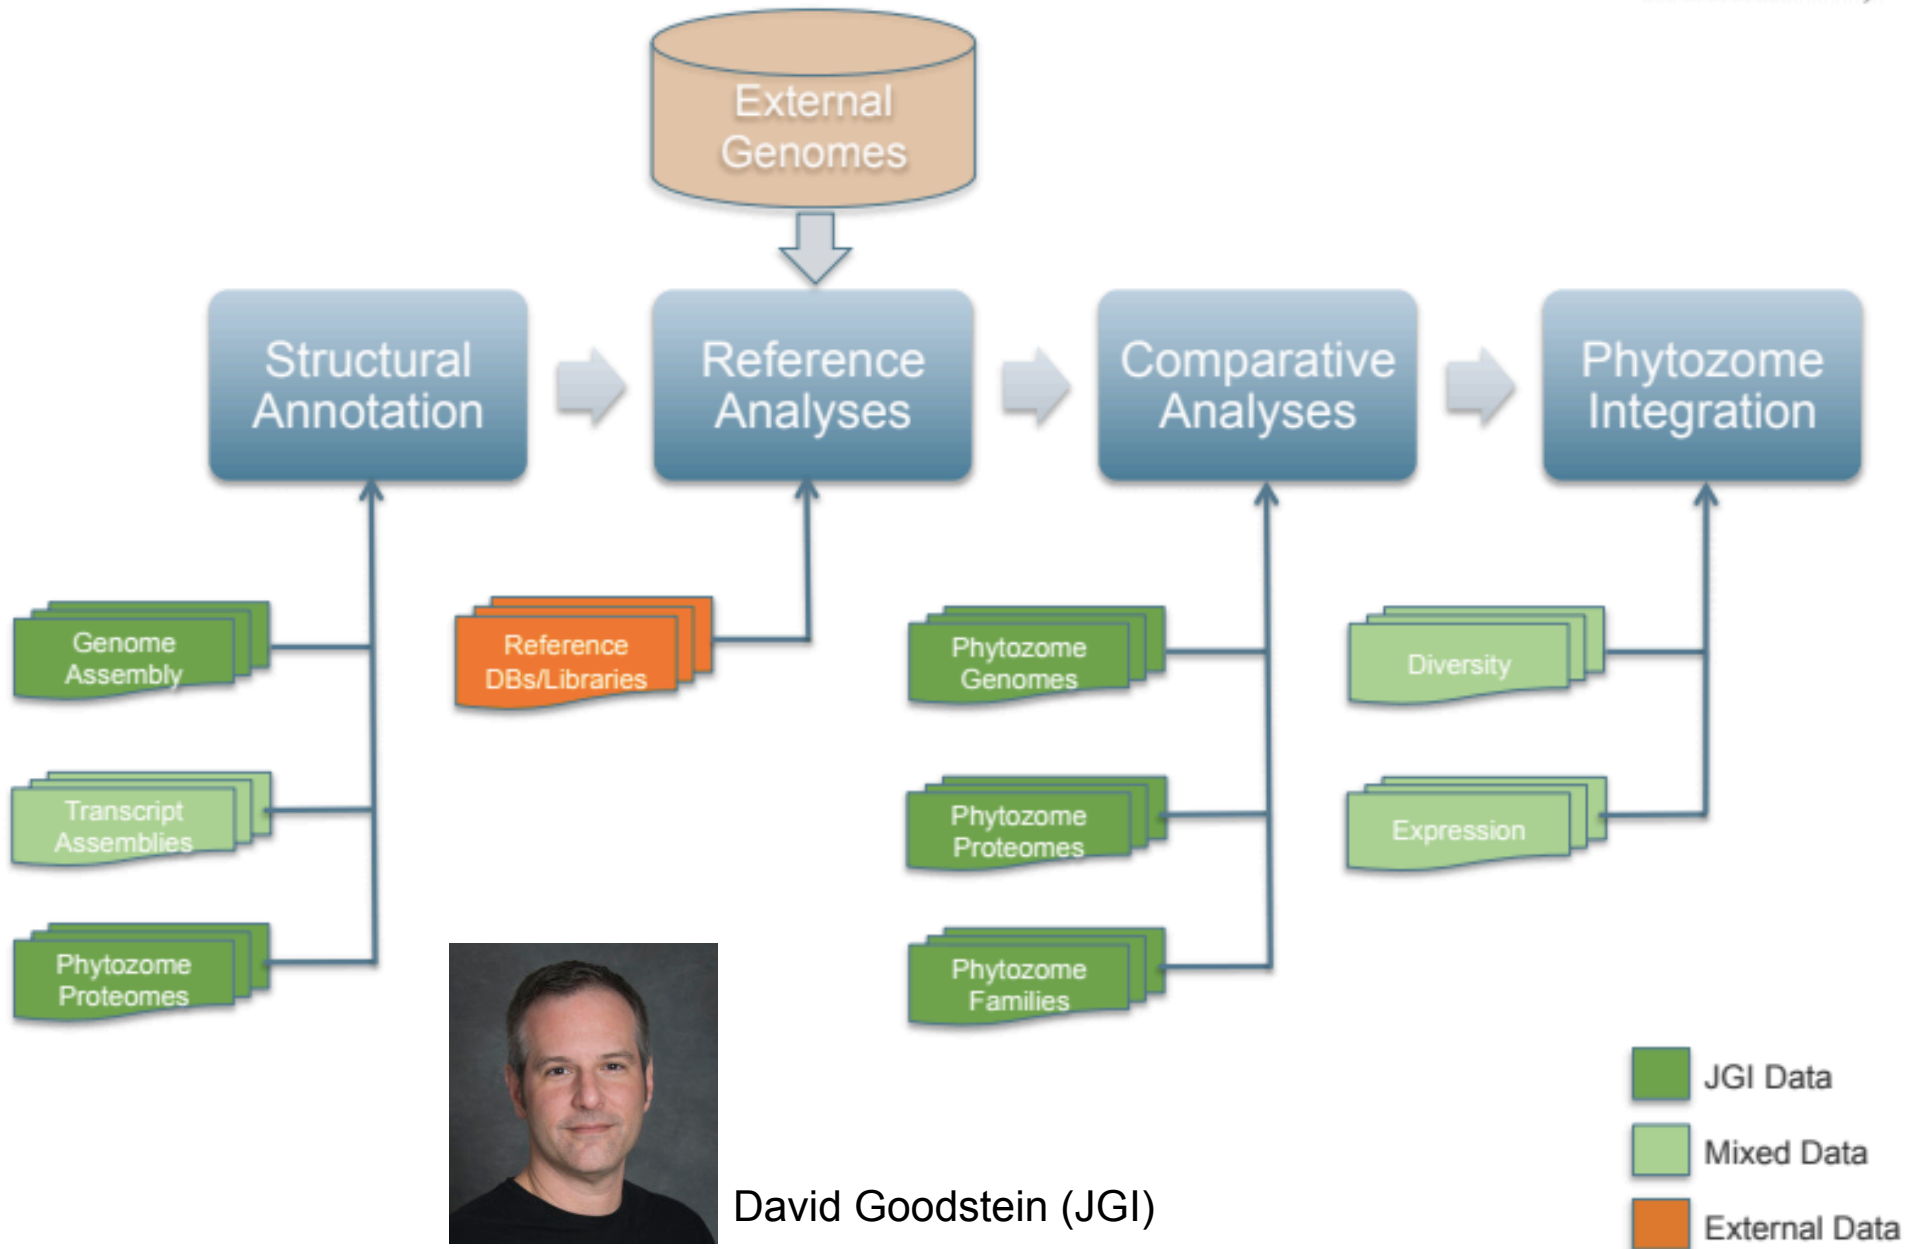 External
Genomes
Structural
Annotation
Reference
Analyses
Comparative
Analyses
Phytozome
Integration
Genome
Assembly
Transcript
Assemblies
Phytozome
Proteomes
Reference
DBs/Libraries
Phytozome
Genomes
Phytozome
Proteomes
Phytozome
Families
Diversity
Expression
David Goodstein (JGI)
JGI Data
Mixed Data
External Data